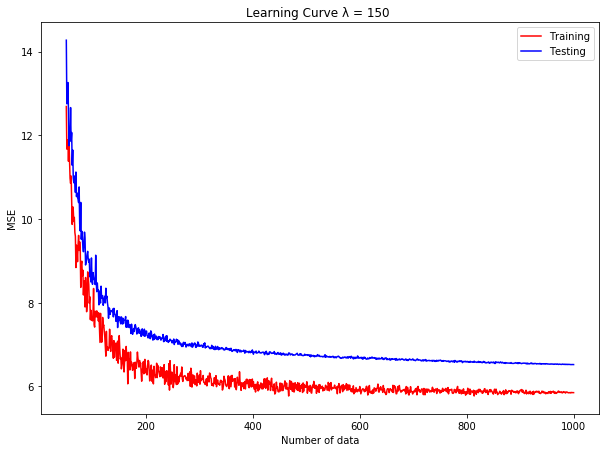 Learning Curve λ = 150
Training
Testing
14
12
10
8
6
MSE
200
400
600
800
1000
Number of data